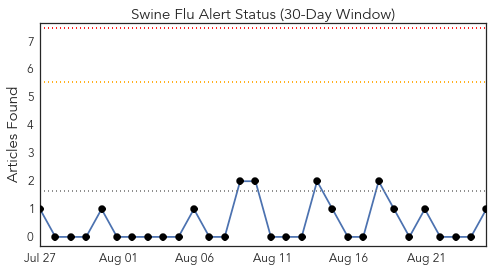 Swine Flu Alert Status (30-Day Window)
Articles Found
7
6
5
4
3
2
1
0
Jul 27
Aug 01
Aug 06
Aug 11
Aug 16
Aug 21